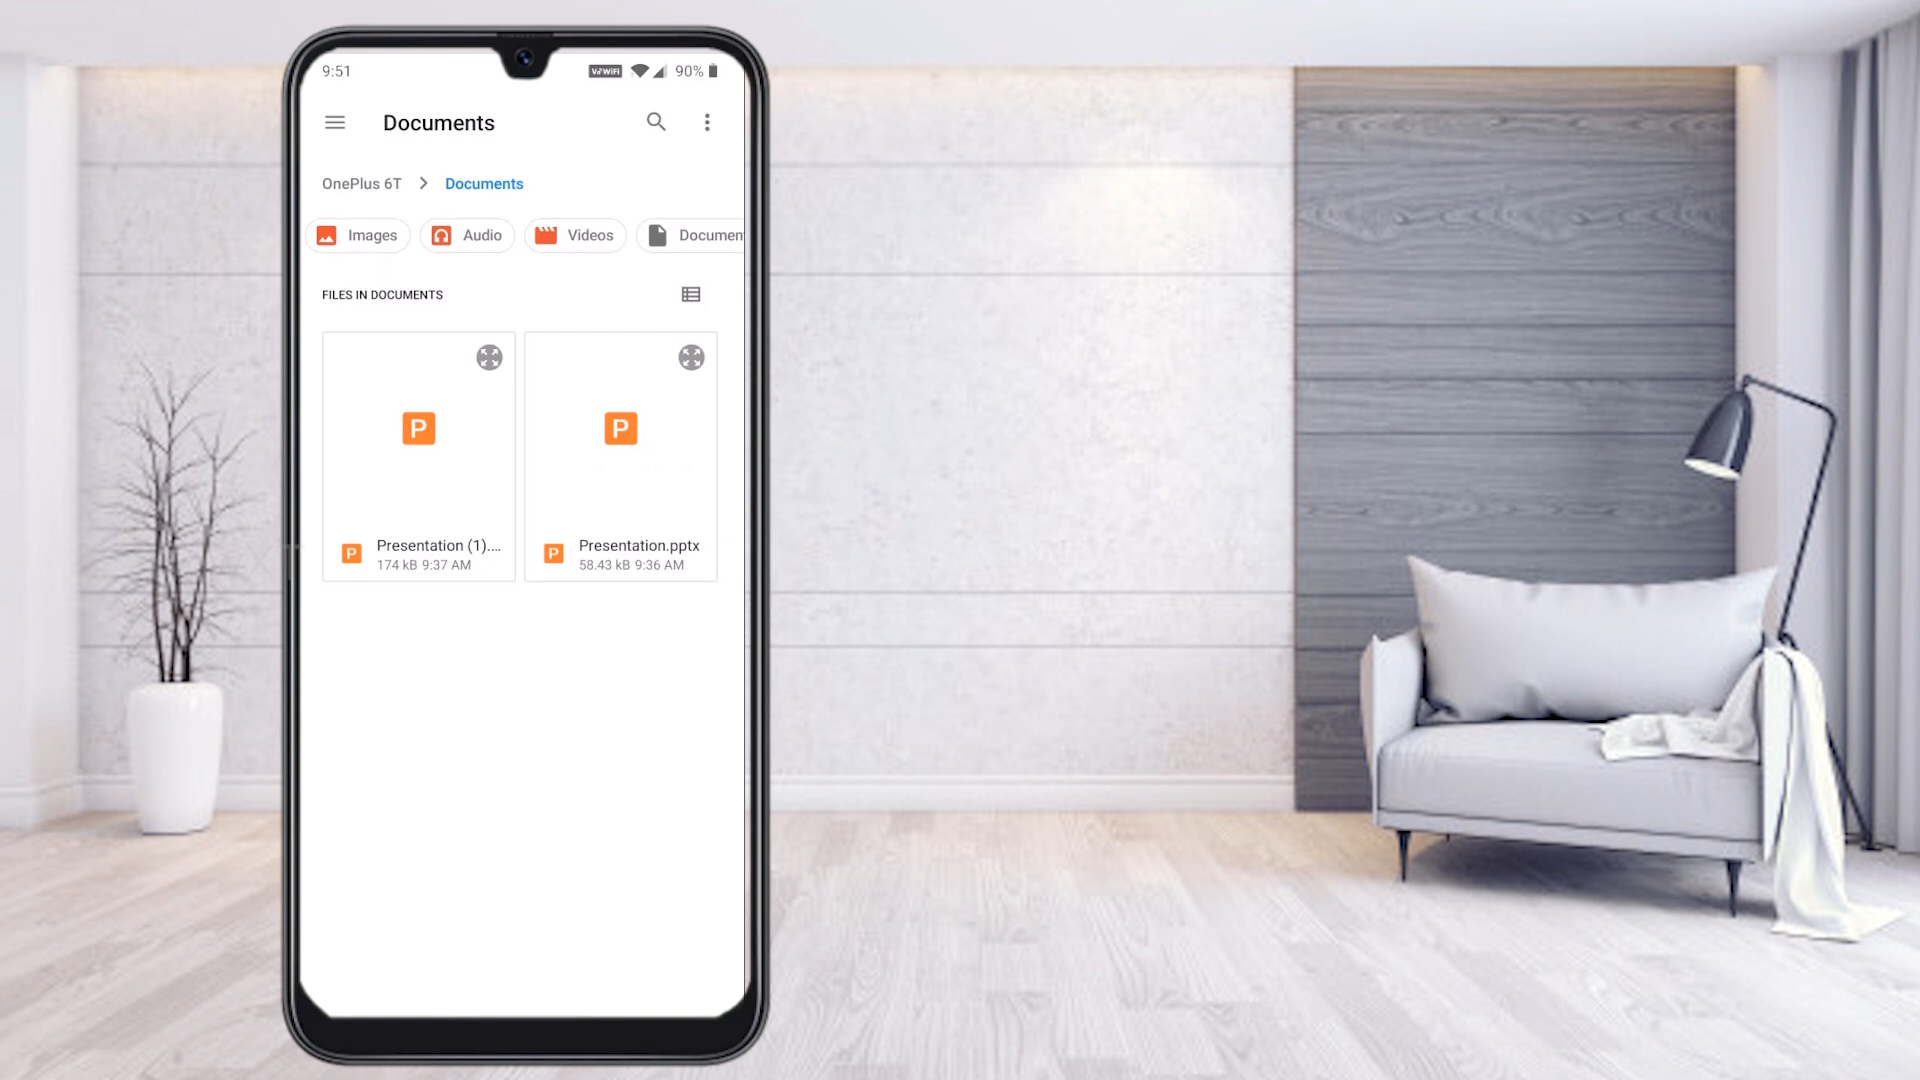 9:51
VoWiFi 90%
Documents
OnePlus 6T > Documents
Images Audio Videos Documen
FILES IN DOCUMENTS
P P
P Presentation (1)....
174 kB 9:37 AM
P Presentation.pptx
58.43 kB 9:36 AM